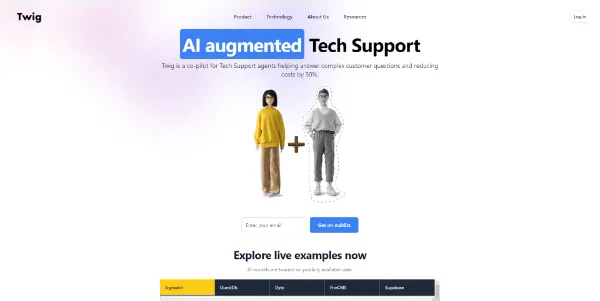 Twig
Product Technology About Us Resources
Log in
AI augmented Tech Support
Twig is a co-pilot for Tech Support agents helping answer complex customer questions and reducing
costs by 30%.
Enter your email
Get on waitlist
Explore live examples now
AI models are trained on publicly available data.
Sigmadot QuestDb Dyte FireCMS Supabase